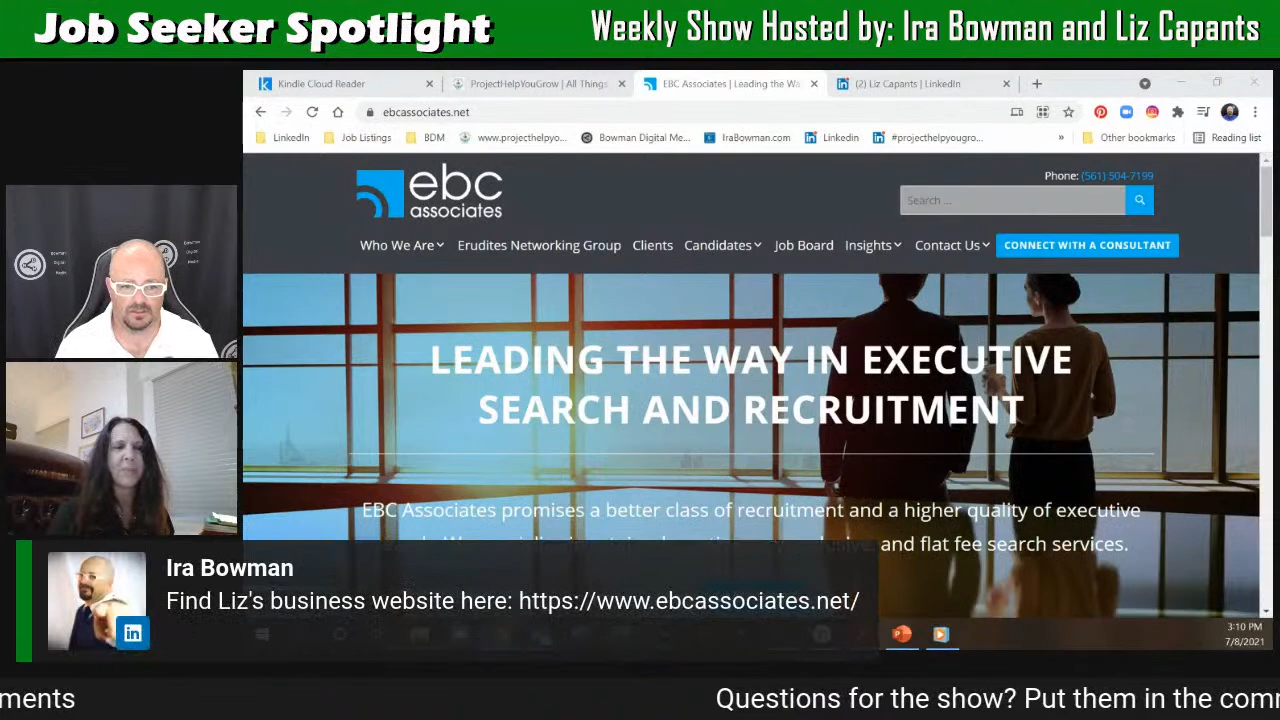 Job Seeker Spotlight
Weekly Show Hosted by: Ira Bowman and Liz Capants
Kindle Cloud Reader
ProjectHelpYouGrow | All Things
EBC Associates | Leading the Wa
(2) Liz Capants | LinkedIn
ebcassociates.net
LinkedIn
Job Listings
BDM
www.projecthelpyo...
Bowman Digital Me...
IraBowman.com
Linkedin
#projecthelpyougro...
»
Other bookmarks
Reading list
ebc
associates
Phone: (561) 504-7199
Search ...
Who We Are
Erudites Networking Group
Clients
Candidates
Job Board
Insights
Contact Us
CONNECT WITH A CONSULTANT
LEADING THE WAY IN EXECUTIVE
SEARCH AND RECRUITMENT
EBC Associates promises a better class of recruitment and a higher quality of executive
and flat fee search services.
Bowman
Digital
Media
Ira Bowman
Find Liz's business website here: https://www.ebcassociates.net/
in
3:10 PM
7/8/2021
ments
Questions for the show? Put them in the comm